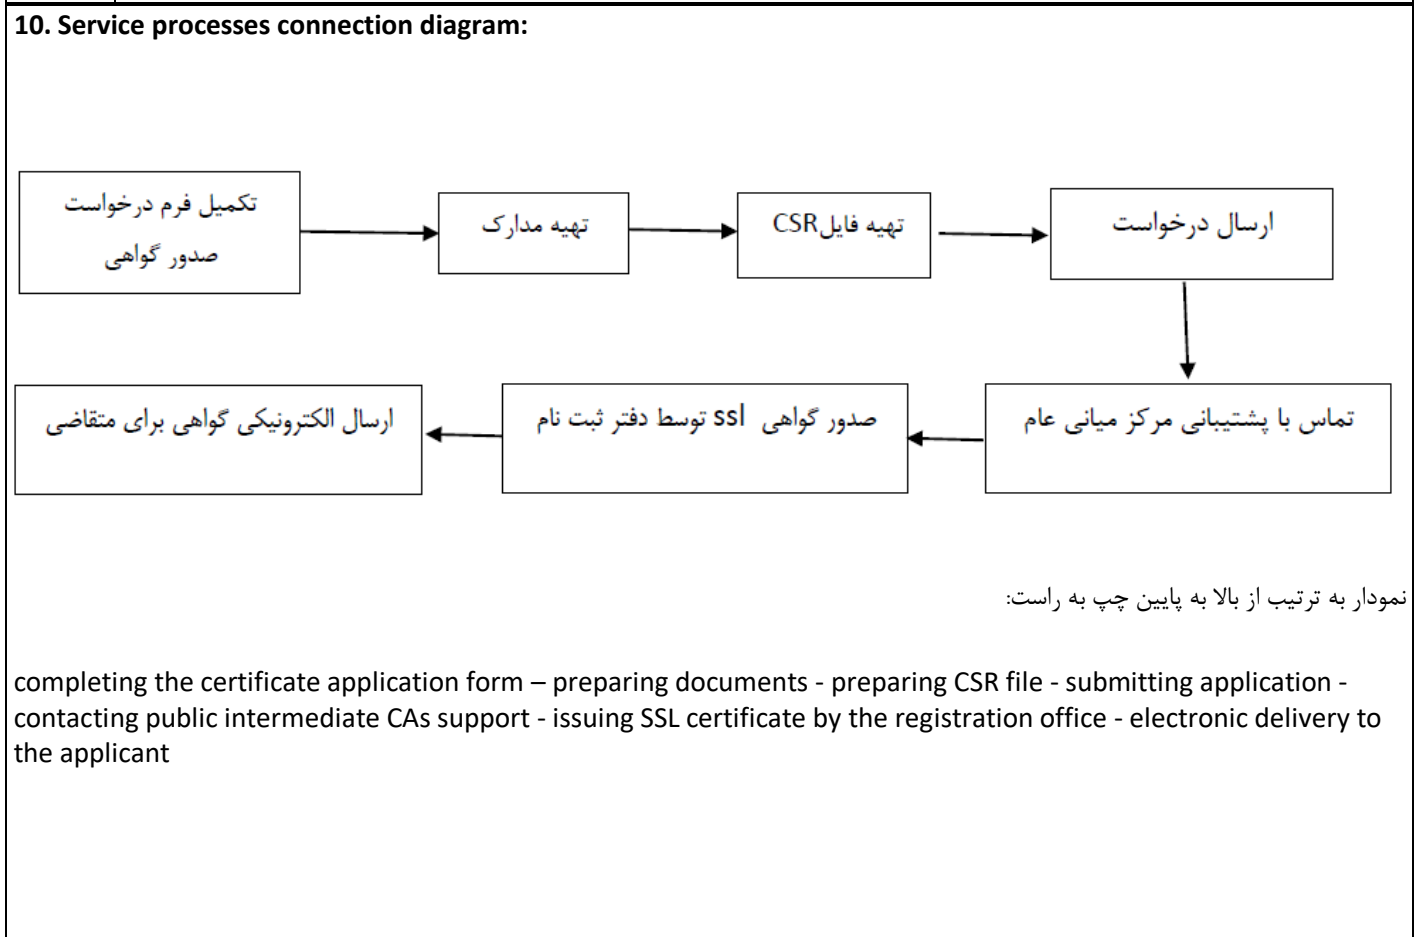 10. Service processes connection diagram:
تکمیل فرم درخواست
صدور گواهی
تهیه مدارک
تهیه فایلCSR
ارسال درخواست
تماس با پشتیبانی مرکز میانی عام
صدور گواهی ssl توسط دفتر ثبت نام
ارسال الکترونیکی گواهی برای متقاضی
نمودار به ترتیب از بالا به پایین چپ به راست:
completing the certificate application form – preparing documents - preparing CSR file - submitting application -
contacting public intermediate CAs support - issuing SSL certificate by the registration office - electronic delivery to
the applicant